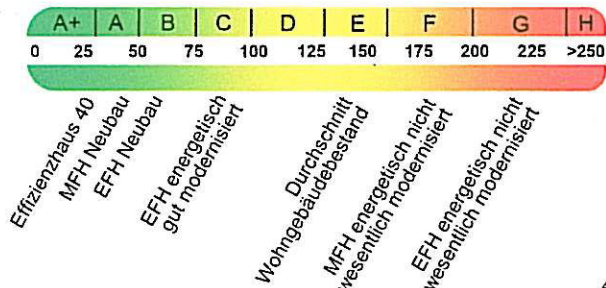 A+ A B C D E F G H
0 25 50 75 100 125 150 175 200 225 >250
Effizienzhaus 40
MFH Neubau
EFH Neubau
EFH energetisch
gut modernisiert
Durchschnitt
Wohngebäudebestand
MFH energetisch nicht
wesentlich modernisiert
EFH energetisch nicht
wesentlich modernisiert